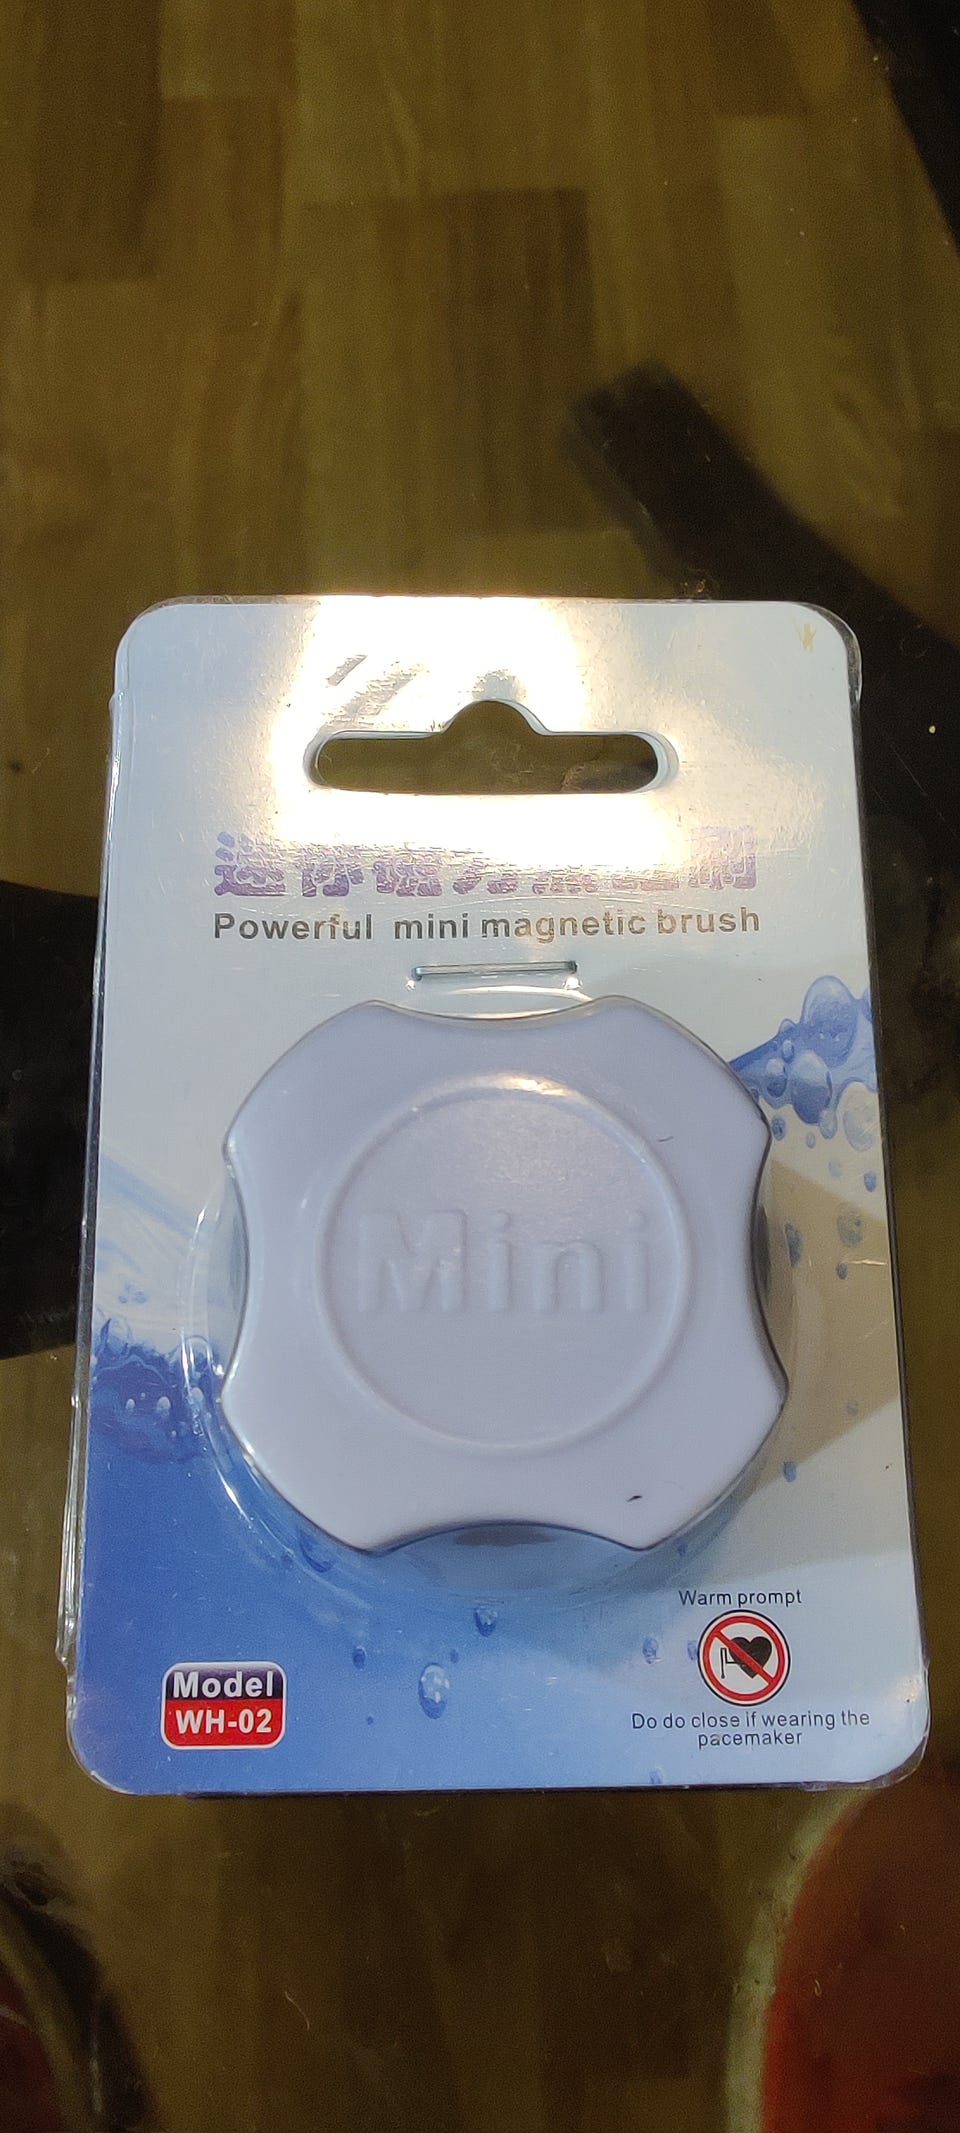 Powerful mini magnetic brush
Mini
Warm prompt
Model
WH-02
Do do close if wearing the
pacemaker